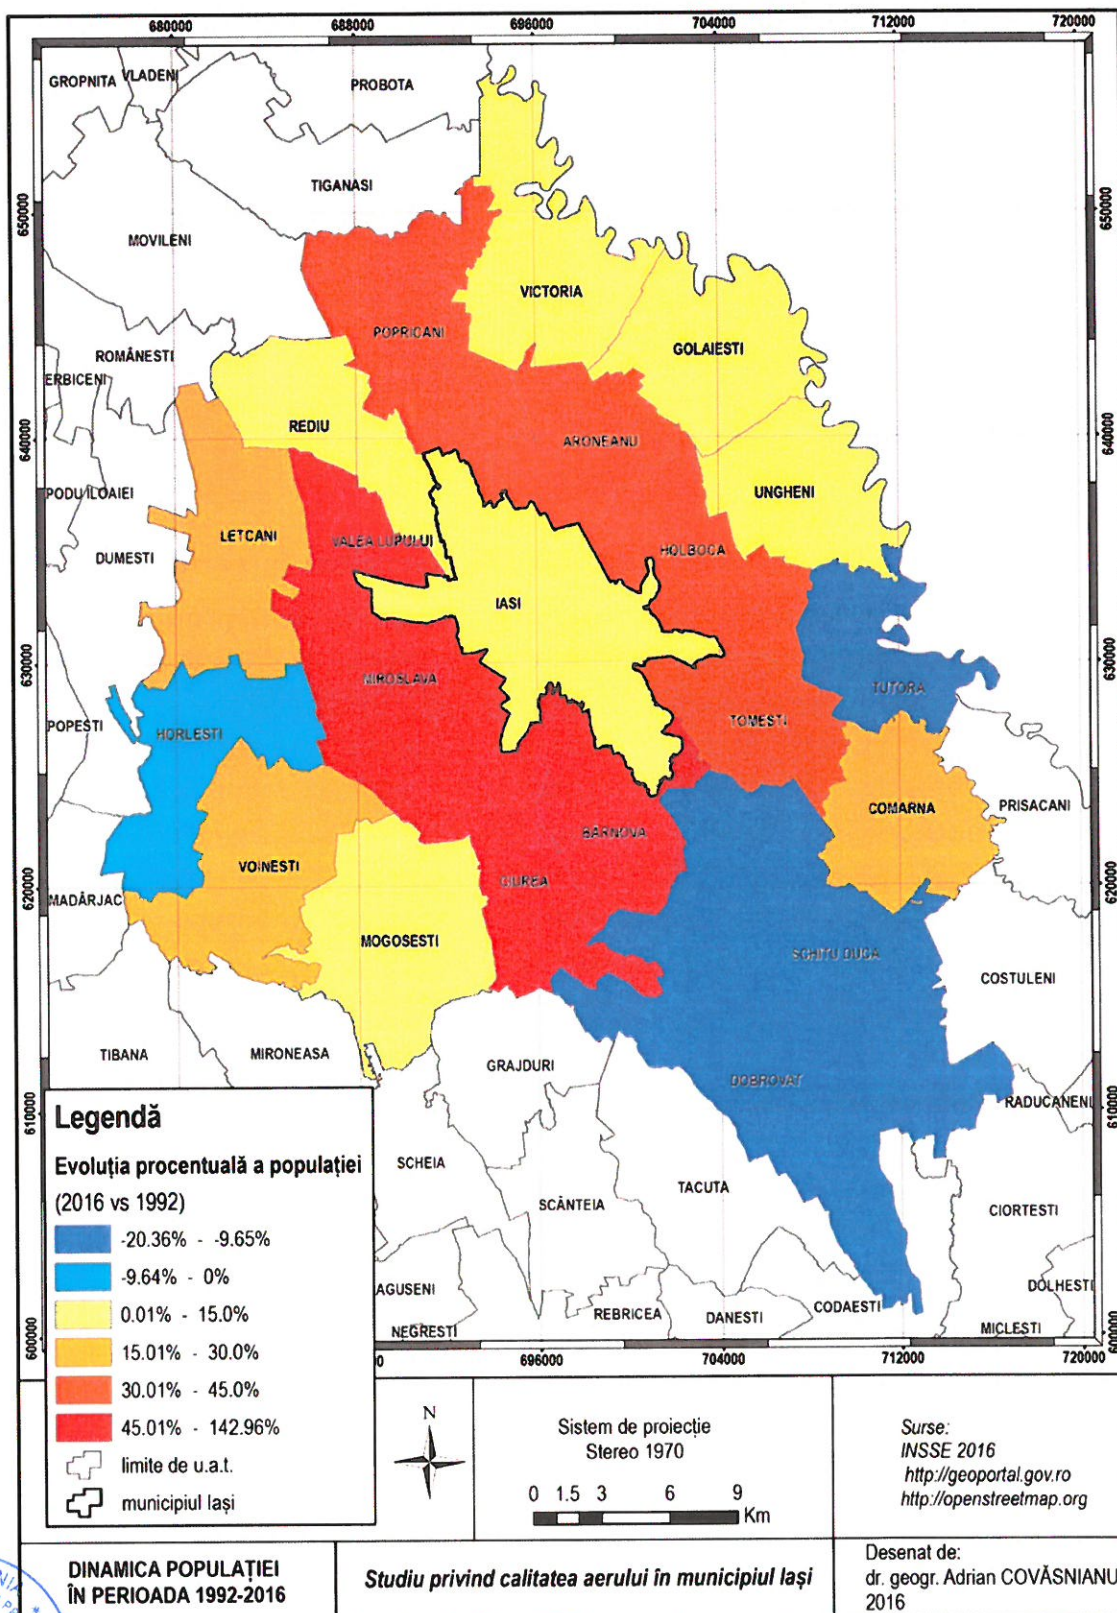 680000
688000
696000
704000
712000
720000
GROPNITA
VLADENI
PROBOTA
TIGANASI
650000
650000
MOVILENI
VICTORIA
POPRICANI
GOLAIESTI
ROMÂNESTI
ERBICENI
REDIU
ARONEANU
640000
640000
PODU ILOAIEI
UNGHENI
LETCANI
VALEA LUPULUI
HOLBOCA
DUMESTI
IASI
630000
630000
MIROSLAVA
TUTORA
POPESTI
HORLESTI
TOMESTI
PRISACANI
COMARNA
BÂRNOVA
VOINESTI
CIUREA
620000
620000
MADÂRJAC
MOGOSESTI
SCHITU DUCA
COSTULENI
TIBANA
MIRONEASA
GRAJDURI
DOBROVAT
RADUCANENI
610000
610000
Legendă
Evoluția procentuală a populației
(2016 vs 1992)
-20.36% - -9.65%
-9.64% - 0%
0.01% - 15.0%
15.01% - 30.0%
30.01% - 45.0%
45.01% - 142.96%
limite de u.a.t.
municipiul Iași
SCHEIA
TACUTA
SCÂNTEIA
CIORTESTI
AGUSENI
DOLHESTI
REBRICEA
DANESTI
CODAESTI
NEGRESTI
MICLESTI
600000
600000
696000
704000
712000
720000
N
Sistem de proiecție
Stereo 1970
0 1.5 3 6 9
Km
Surse:
INSSE 2016
http://geoportal.gov.ro
http://openstreetmap.org
DINAMICA POPULAȚIEI
ÎN PERIOADA 1992-2016
Studiu privind calitatea aerului în municipiul Iași
Desenat de:
dr. geogr. Adrian COVĂSNIANU
2016